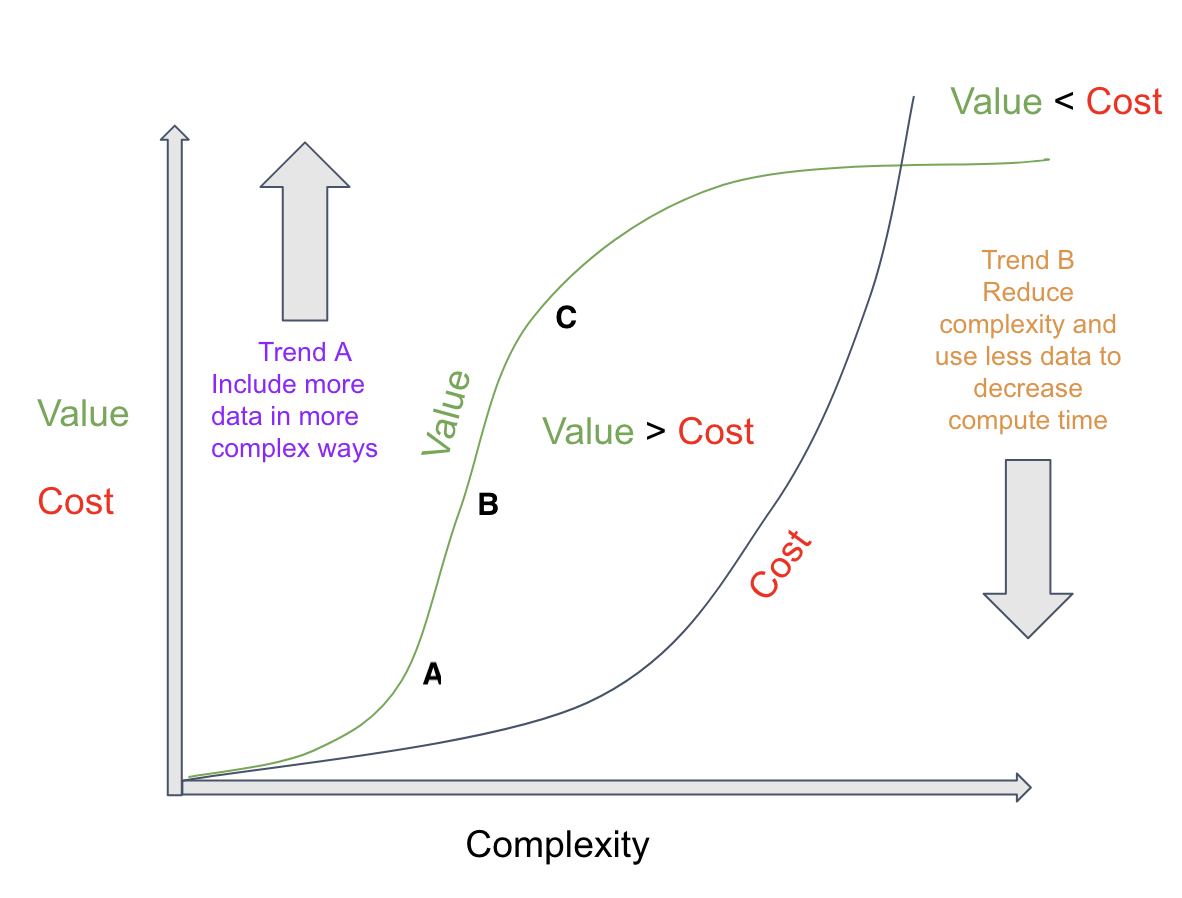 Value < Cost
Trend A
Include more
data in more
complex ways
Value
Cost
Value
C
B
A
Value > Cost
Cost
Trend B
Reduce
complexity and
use less data to
decrease
compute time
Complexity